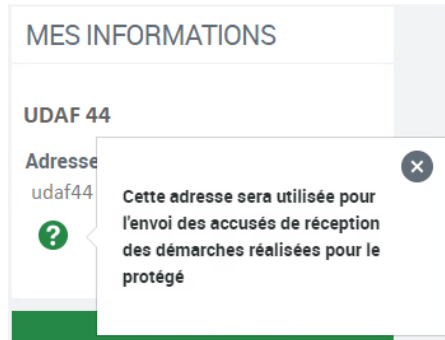 MES INFORMATIONS
UDAF 44
Adresse
udaf44
?
Cette adresse sera utilisée pour
l'envoi des accusés de réception
des démarches réalisées pour le
protégé